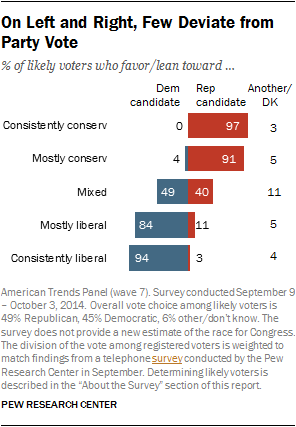 On Left and Right, Few Deviate from
Party Vote
% of likely voters who favor/lean toward ...
Dem Rep Another/
candidate candidate DK
Consistently conserv 0 97 3
Mostly conserv 4 91 5
Mixed 49 40 11
Mostly liberal 84 11 5
Consistently liberal 94 3 4
American Trends Panel (wave 7). Survey conducted September 9
– October 3, 2014. Overall vote choice among likely voters is
49% Republican, 45% Democratic, 6% other/don't know. The
survey does not provide a new estimate of the race for Congress.
The division of the vote among registered voters is weighted to
match findings from a telephone survey conducted by the Pew
Research Center in September. Determining likely voters is
described in the "About the Survey" section of this report.
PEW RESEARCH CENTER